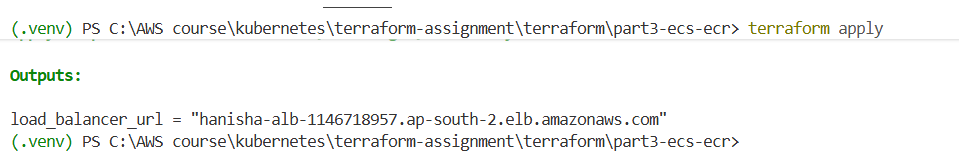 (.venv) PS C:\AWS course\kubernetes\terraform-assignment\terraform\part3-ecs-ecr> terraform apply
Outputs:
load_balancer_url = "hanisha-alb-1146718957.ap-south-2.elb.amazonaws.com"
(.venv) PS C:\AWS course\kubernetes\terraform-assignment\terraform\part3-ecs-ecr>